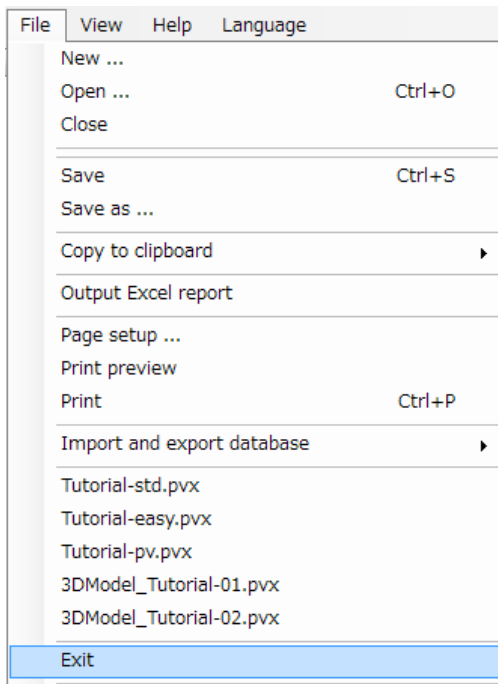 File View Help Language
New ...
Open ... Ctrl+O
Close
Save Ctrl+S
Save as ...
Copy to clipboard
Output Excel report
Page setup ...
Print preview
Print Ctrl+P
Import and export database
Tutorial-std.pvx
Tutorial-easy.pvx
Tutorial-pv.pvx
3DModel_Tutorial-01.pvx
3DModel_Tutorial-02.pvx
Exit